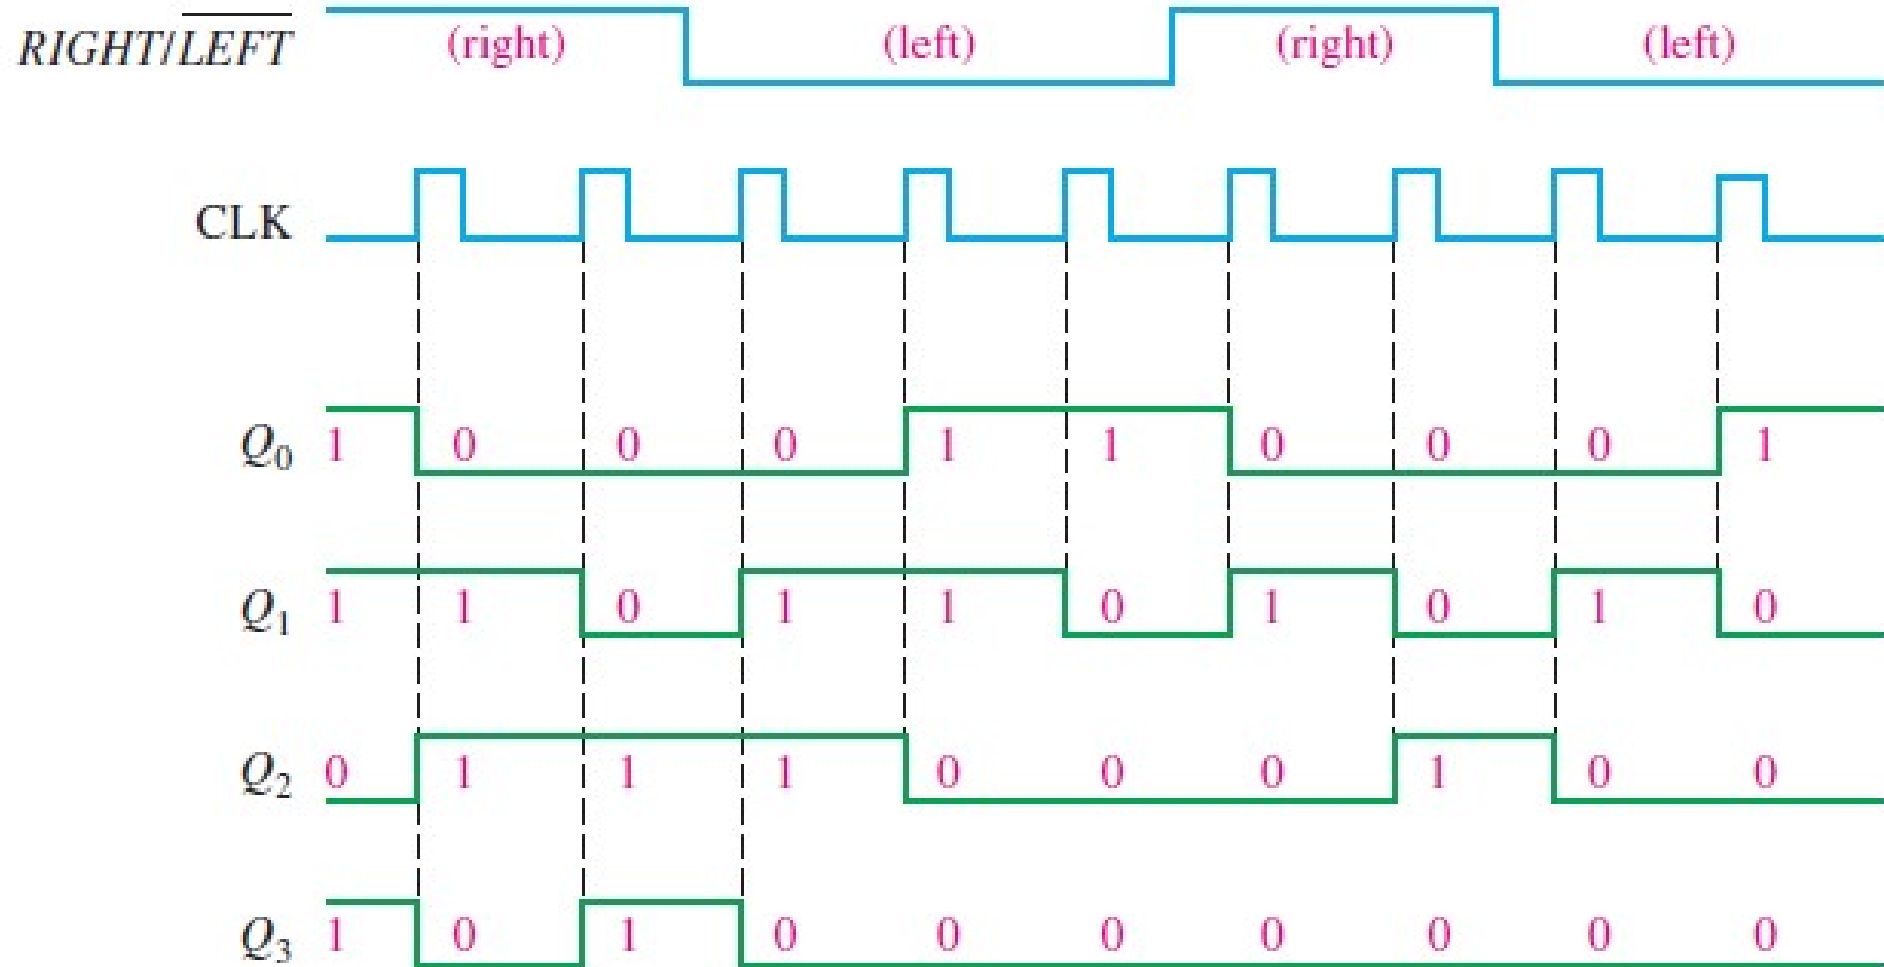 RIGHT/LEFT (right) (left) (right) (left)
CLK
Q0 1 0 0 0 1 1 0 0 0 1
Q1 1 1 0 1 1 0 1 0 1 0
Q2 0 1 1 1 0 0 0 1 0 0
Q3 1 0 1 0 0 0 0 0 0 0